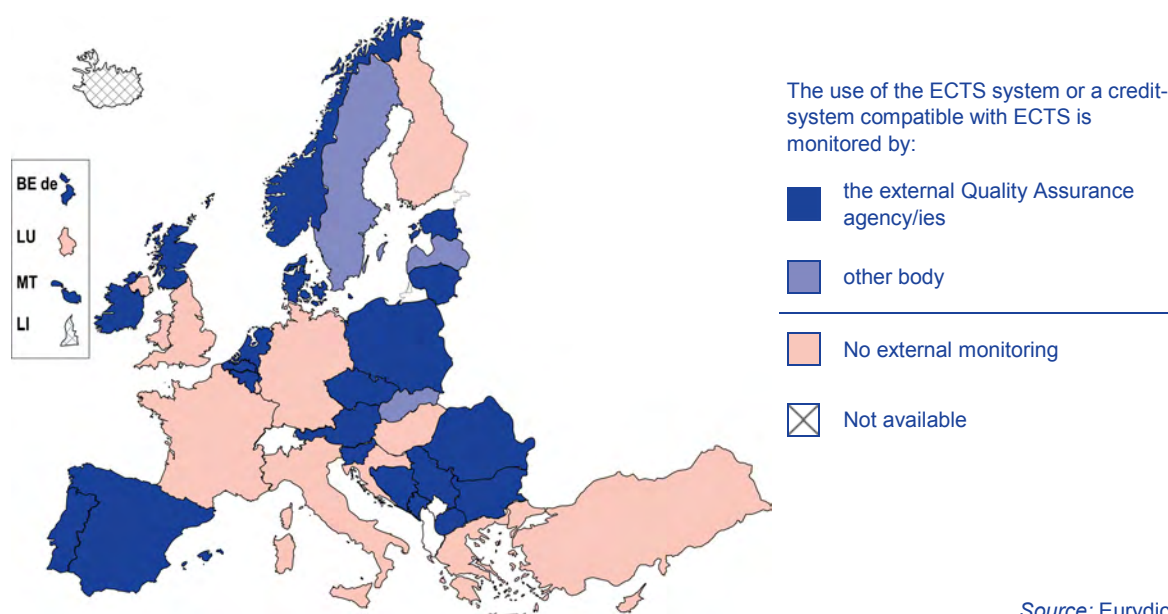 BE de
LU
MT
LI
The use of the ECTS system or a credit-
system compatible with ECTS is
monitored by:
the external Quality Assurance
agency/ies
other body
No external monitoring
Not available
Source: Eurydic